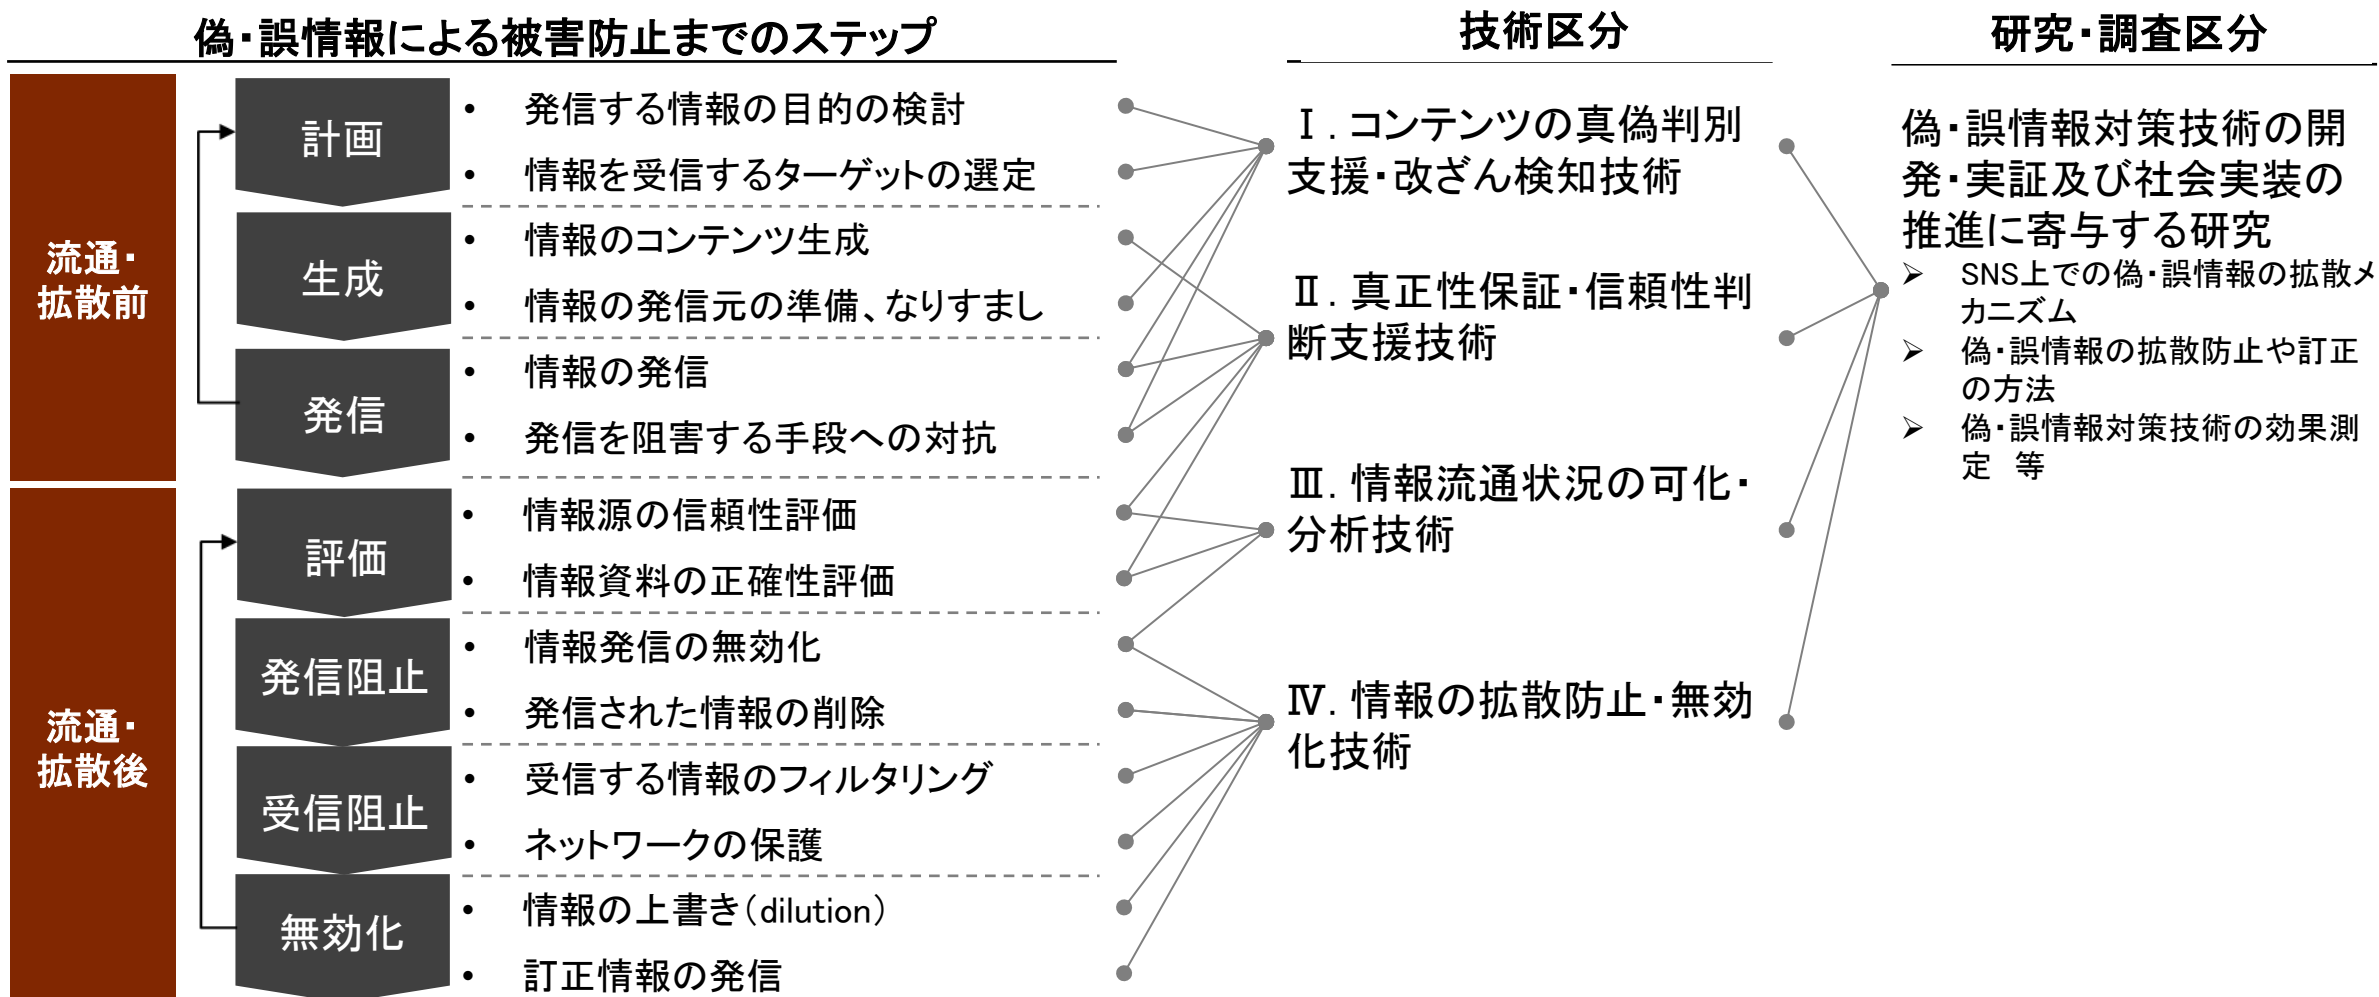 偽・誤情報による被害防止までのステップ
技術区分
研究・調査区分
流通・
拡散前
計画
• 発信する情報の目的の検討
• 情報を受信するターゲットの選定
生成
• 情報のコンテンツ生成
• 情報の発信元の準備、なりすまし
発信
• 情報の発信
• 発信を阻害する手段への対抗
流通・
拡散後
評価
• 情報源の信頼性評価
• 情報資料の正確性評価
発信阻止
• 情報発信の無効化
• 発信された情報の削除
受信阻止
• 受信する情報のフィルタリング
• ネットワークの保護
無効化
• 情報の上書き（dilution）
• 訂正情報の発信
Ⅰ．コンテンツの真偽判別
支援・改ざん検知技術
Ⅱ．真正性保証・信頼性判
断支援技術
Ⅲ．情報流通状況の可化・
分析技術
Ⅳ．情報の拡散防止・無効
化技術
偽・誤情報対策技術の開
発・実証及び社会実装の
推進に寄与する研究
➢ SNS上での偽・誤情報の拡散メ
カニズム
➢ 偽・誤情報の拡散防止や訂正
の方法
➢ 偽・誤情報対策技術の効果測
定　等